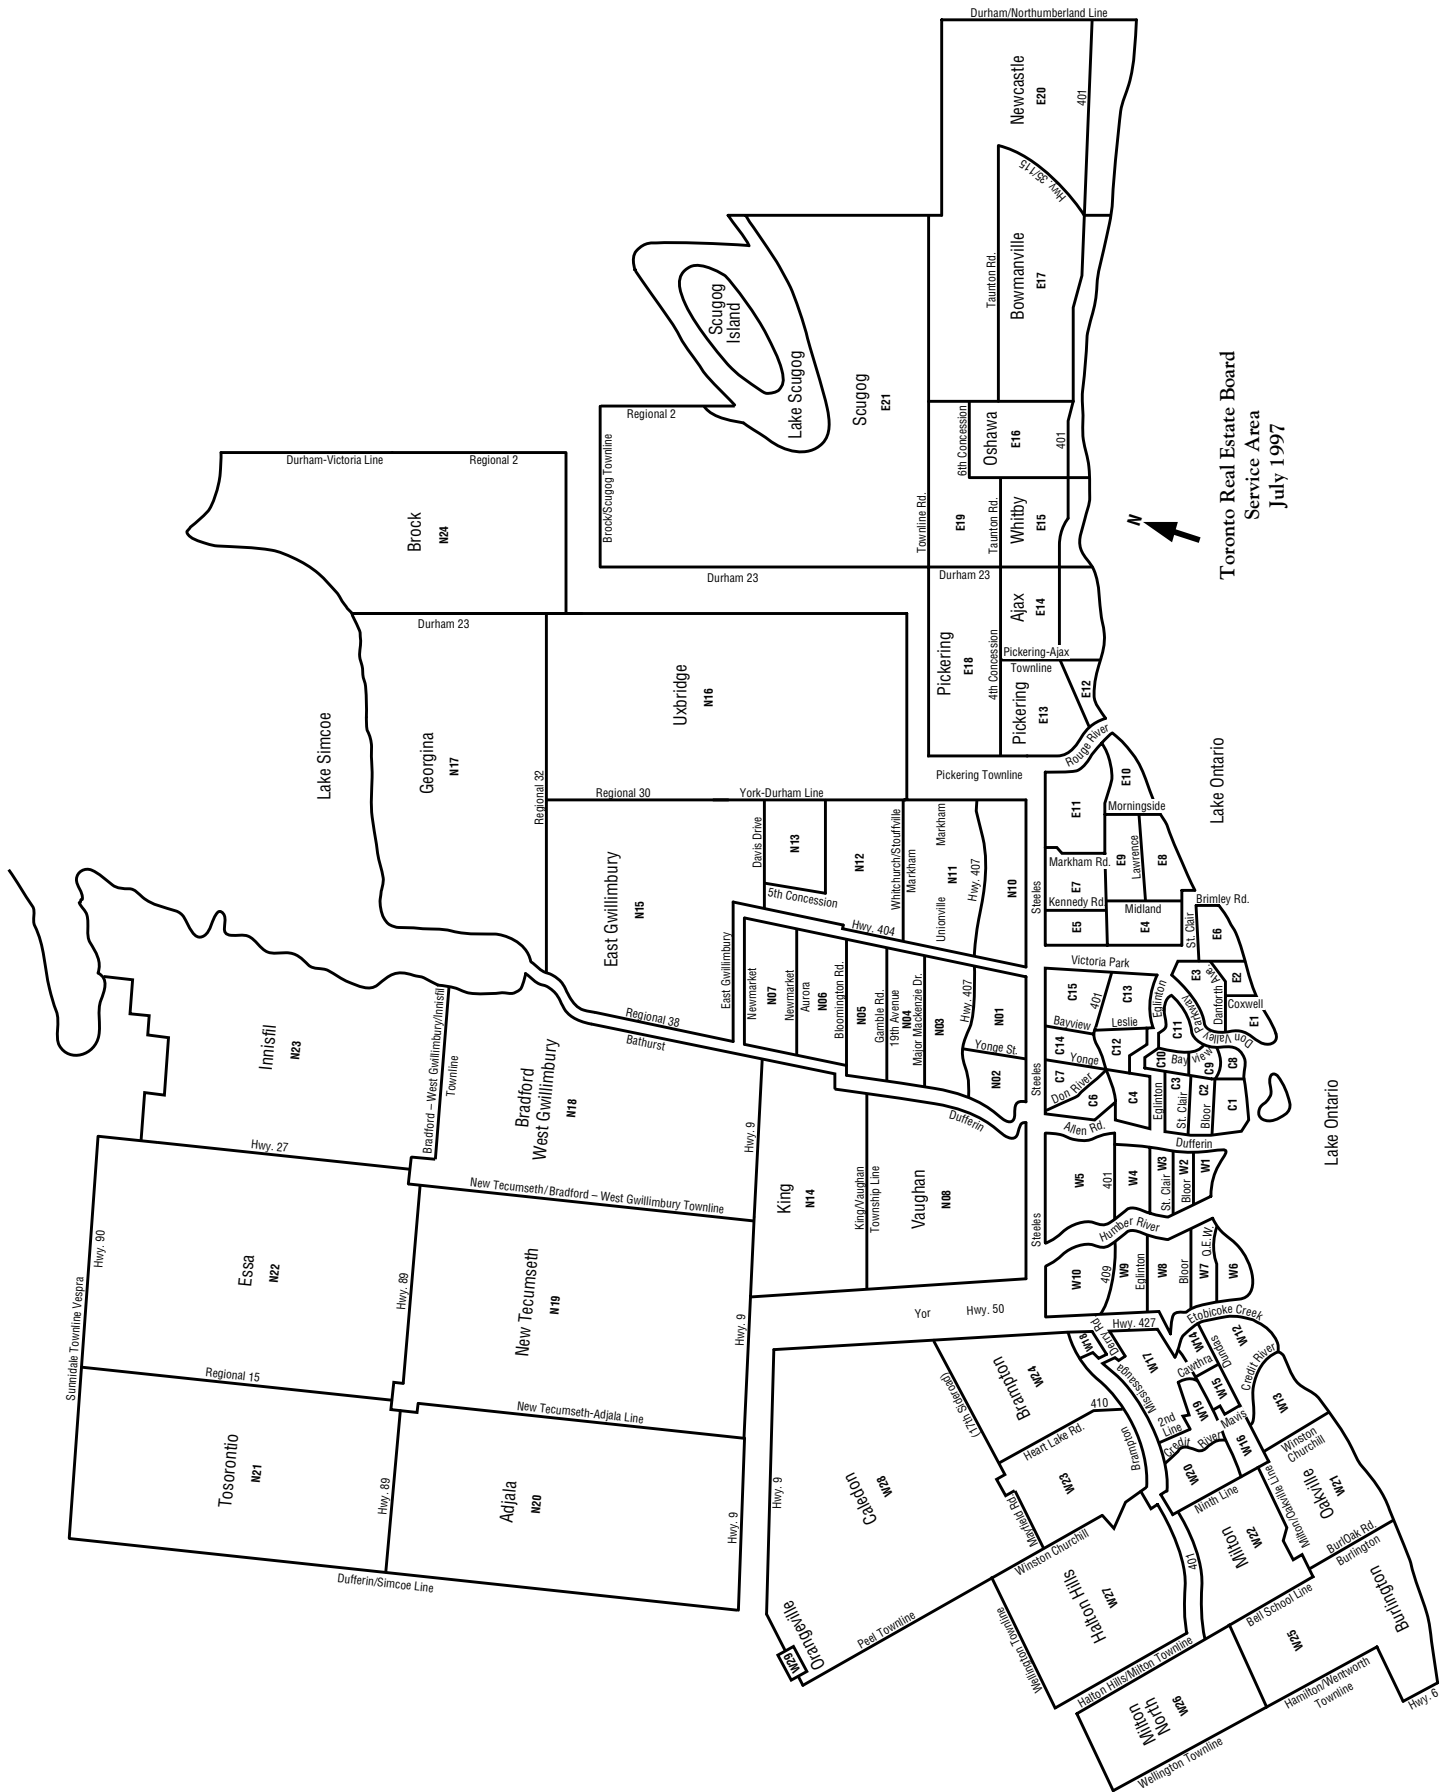 Durham/Northumberland Line
Newcastle
E20
401
Hwy. 35/115
Taunton Rd.
Bowmanville
E17
Scugog
Island
Lake Scugog
Scugog
E21
Regional 2
Brock/Scugog Townline
6th Concession
Oshawa
E16
401
Townline Rd.
E19
Taunton Rd.
Whitby
E15
Durham 23
Durham 23
Durham-Victoria Line
Regional 2
Brock
N24
N
Toronto Real Estate Board
Service Area
July 1997
Lake Simcoe
Durham 23
Georgina
N17
Regional 32
Uxbridge
N16
Pickering
E18
4th Concession
Ajax
E14
Pickering-Ajax
Townline
Pickering
E13
E12
Rouge River
Pickering Townline
Regional 30
York-Durham Line
East Gwillimbury
N15
Davis Drive
N13
5th Concession
N12
Whitchurch/Stouffville
Markham
Unionville
Markham
N11
Hwy. 407
N10
Steeles
Hwy. 404
East Gwillimbury
Newmarket
N07
Newmarket
Aurora
N06
Bloomington Rd.
N05
Gamble Rd.
19th Avenue
N04
Major Mackenzie Dr.
N03
Hwy. 407
N01
Yonge St.
N02
Steeles
Regional 38
Bathurst
Dufferin
E11
E10
Morningside
Markham Rd.
E9
Lawrence
E8
E7
Kennedy Rd.
Midland
E5
E4
Brimley Rd.
St. Clair
E6
Victoria Park
E3
E2
Danforth Ave.
Coxwell
E1
Don Valley Parkway
Lake Ontario
C15
401
C13
Eglinton
Bayview
Leslie
C11
C14
C12
C10
Bayview
Yonge
C9
C8
C7
Don River
C6
C4
Eglinton
C3
St. Clair
C2
Bloor
C1
Allen Rd.
Dufferin
Lake Ontario
W5
401
W4
St. Clair
W3
Bloor
W2
W1
Humber River
Steeles
W10
409
W9
Eglinton
W8
Bloor
W7
Q.E.W.
W6
Hwy. 427
Etobicoke Creek
Innisfil
N23
Bradford – West Gwillimbury/Innisfil
Townline
Bradford
West Gwillimbury
N18
Hwy. 27
New Tecumseth/Bradford – West Gwillimbury Townline
Hwy. 9
King
N14
King/Vaughan
Township Line
Vaughan
N08
Yor
Hwy. 50
Hwy. 90
Sunnidale Townline Vespra
Essa
N22
Hwy. 89
New Tecumseth
N19
Hwy. 9
Regional 15
New Tecumseth-Adjala Line
Tosorontio
N21
Hwy. 89
Adjala
N20
Hwy. 9
Dufferin/Simcoe Line
Hwy. 9
Caledon
W28
(17th Sideroad)
Brampton
W24
410
Heart Lake Rd.
Brampton
W23
Mayfield Rd.
Winston Churchill
Orangeville
W29
Peel Townline
W18
Derry Rd.
Mississauga
W17
W14
Cawthra
Dundas
W12
W15
W19
2nd
Line
Credit River
Credit River
Mavis
W13
W16
W20
Winston
Churchill
Ninth Line
Milton/Oakville Line
Oakville
W21
BurlOak Rd.
Burlington
Milton
W22
401
Bell School Line
Halton Hills
W27
Wellington Townline
Halton Hills/Milton Townline
W25
Burlington
Hamilton/Wentworth
Townline
Hwy. 6
Milton
North
W26
Wellington Townline